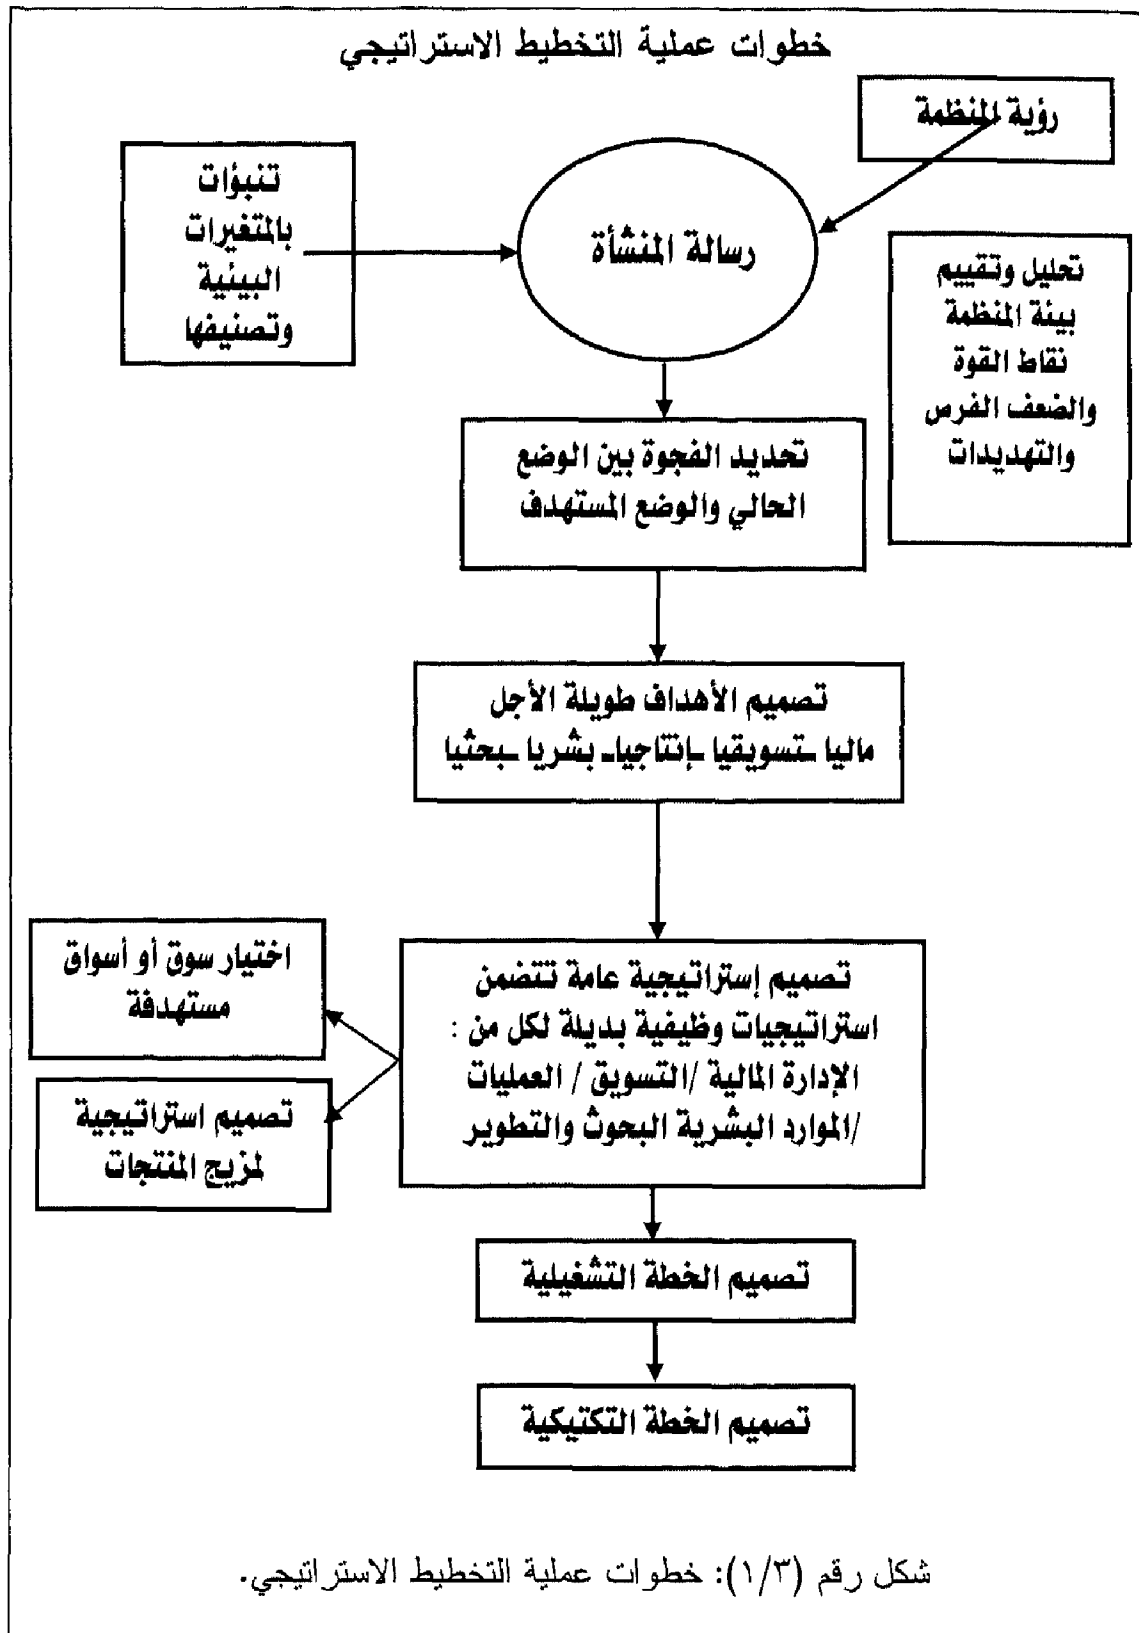 خطوات عملية التخطيط الاستراتيجي
رؤية المنظمة
تنبؤات
بالمتغيرات
البيئية
وتصنيفها
رسالة المنشأة
تحليل وتقييم
بيئة المنظمة
نقاط القوة
والضعف الفرص
والتهديدات
تحديد الفجوة بين الوضع
الحالي والوضع المستهدف
تصميم الأهداف طويلة الأجل
ماليا -تسويقيا -إنتاجيا- بشريا -بحثيا
تصميم إستراتيجية عامة تتضمن
استراتيجيات وظيفية بديلة لكل من :
الإدارة المالية /التسويق / العمليات
/الموارد البشرية البحوث والتطوير
اختيار سوق أو أسواق
مستهدفة
تصميم استراتيجية
لمزيج المنتجات
تصميم الخطة التشغيلية
تصميم الخطة التكتيكية
شكل رقم (١/٣): خطوات عملية التخطيط الاستراتيجي.